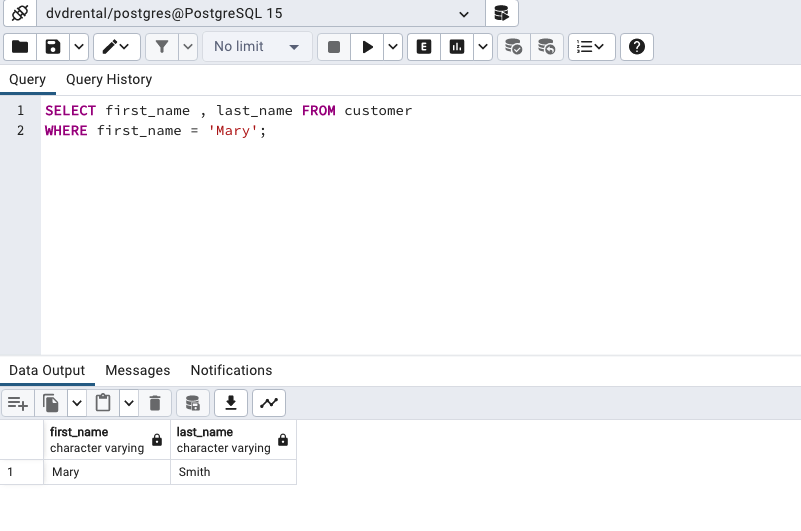 dvdrental/postgres@PostgreSQL 15
No limit
E
Query Query History
1 SELECT first_name , last_name FROM customer
2 WHERE first_name = 'Mary';
Data Output Messages Notifications
first_name last_name
character varying character varying
1 Mary Smith